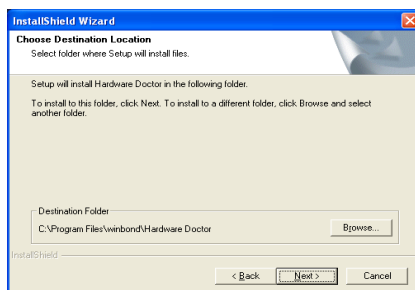 InstallShield Wizard
Choose Destination Location
Select folder where Setup will install files.
Setup will install Hardware Doctor in the following folder.
To install to this folder, click Next. To install to a different folder, click Browse and select
another folder.
Destination Folder
C:\Program Files\winbond\Hardware Doctor
Browse...
InstallShield
< Back
Next >
Cancel